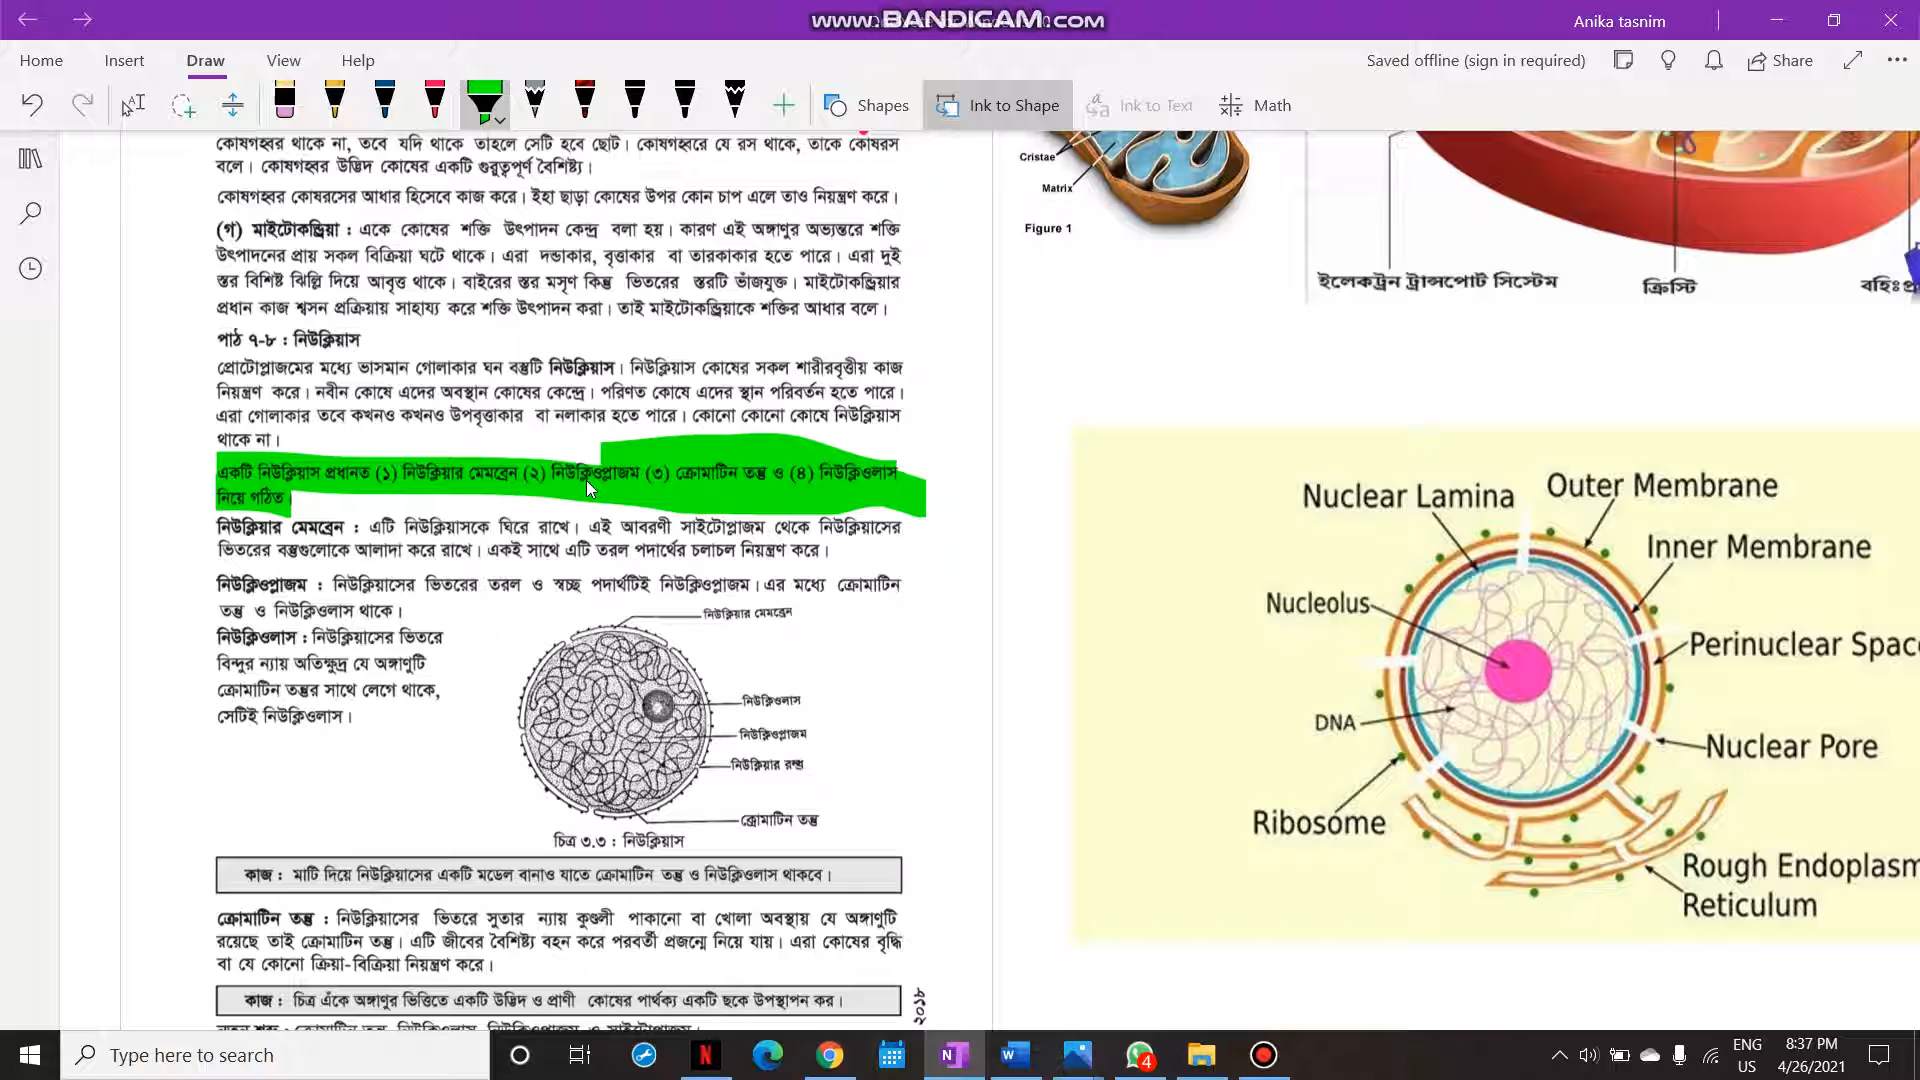 www.BANDICAM.COM
Anika tasnim
Home Insert Draw View Help
Saved offline (sign in required)
Share
Shapes
Ink to Shape
Ink to Text
Math
কোষগহ্বর থাকে না, তবে যদি থাকে তাহলে সেটি হবে ছোট। কোষগহ্বরে যে রস থাকে, তাকে কোষরস
বলে। কোষগহ্বর উদ্ভিদ কোষের একটি গুরুত্বপূর্ণ বৈশিষ্ট্য।
কোষগহ্বর কোষরসের আধার হিসেবে কাজ করে। ইহা ছাড়া কোষের উপর কোন চাপ এলে তাও নিয়ন্ত্রণ করে।
(গ) মাইটোকন্ড্রিয়া : একে কোষের শক্তি উৎপাদন কেন্দ্র বলা হয়। কারণ এই অঙ্গাণুর অভ্যন্তরে শক্তি
উৎপাদনের প্রায় সকল বিক্রিয়া ঘটে থাকে। এরা দন্ডাকার, বৃত্তাকার বা তারকাকার হতে পারে। এরা দুই
স্তর বিশিষ্ট ঝিল্লি দিয়ে আবৃত্ত থাকে। বাইরের স্তর মসৃণ কিন্তু ভিতরের স্তরটি ভাঁজযুক্ত। মাইটোকন্ড্রিয়ার
প্রধান কাজ শ্বসন প্রক্রিয়ায় সাহায্য করে শক্তি উৎপাদন করা। তাই মাইটোকন্ড্রিয়াকে শক্তির আধার বলে।
পাঠ ৭-৮ : নিউক্লিয়াস
প্রোটোপ্লাজমের মধ্যে ভাসমান গোলাকার ঘন বস্তুটি নিউক্লিয়াস। নিউক্লিয়াস কোষের সকল শারীরবৃত্তীয় কাজ
নিয়ন্ত্রণ করে। নবীন কোষে এদের অবস্থান কোষের কেন্দ্রে। পরিণত কোষে এদের স্থান পরিবর্তন হতে পারে।
এরা গোলাকার তবে কখনও কখনও উপবৃত্তাকার বা নলাকার হতে পারে। কোনো কোনো কোষে নিউক্লিয়াস
থাকে না।
একটি নিউক্লিয়াস প্রধানত (১) নিউক্লিয়ার মেমব্রেন (২) নিউক্লিওপ্লাজম (৩) ক্রোমাটিন তন্তু ও (৪) নিউক্লিওলাস
নিয়ে গঠিত।
নিউক্লিয়ার মেমব্রেন : এটি নিউক্লিয়াসকে ঘিরে রাখে। এই আবরণী সাইটোপ্লাজম থেকে নিউক্লিয়াসের
ভিতরের বস্তুগুলোকে আলাদা করে রাখে। একই সাথে এটি তরল পদার্থের চলাচল নিয়ন্ত্রণ করে।
নিউক্লিওপ্লাজম : নিউক্লিয়াসের ভিতরের তরল ও স্বচ্ছ পদার্থটিই নিউক্লিওপ্লাজম। এর মধ্যে ক্রোমাটিন
তন্তু ও নিউক্লিওলাস থাকে।
নিউক্লিওলাস : নিউক্লিয়াসের ভিতরে
বিন্দুর ন্যায় অতিক্ষুদ্র যে অঙ্গাণুটি
ক্রোমাটিন তন্তুর সাথে লেগে থাকে,
সেটিই নিউক্লিওলাস।
নিউক্লিয়ার মেমব্রেন
নিউক্লিওলাস
নিউক্লিওপ্লাজম
নিউক্লিয়ার রন্ধ্র
ক্রোমাটিন তন্তু
চিত্র ৩.৩ : নিউক্লিয়াস
কাজ : মাটি দিয়ে নিউক্লিয়াসের একটি মডেল বানাও যাতে ক্রোমাটিন তন্তু ও নিউক্লিওলাস থাকবে।
ক্রোমাটিন তন্তু : নিউক্লিয়াসের ভিতরে সুতার ন্যায় কুণ্ডলী পাকানো বা খোলা অবস্থায় যে অঙ্গাণুটি
রয়েছে তাই ক্রোমাটিন তন্তু। এটি জীবের বৈশিষ্ট্য বহন করে পরবর্তী প্রজন্মে নিয়ে যায়। এরা কোষের বৃদ্ধি
বা যে কোনো ক্রিয়া-বিক্রিয়া নিয়ন্ত্রণ করে।
কাজ : চিত্র এঁকে অঙ্গাণুর ভিত্তিতে একটি উদ্ভিদ ও প্রাণী কোষের পার্থক্য একটি ছকে উপস্থাপন কর।
২০১৮
Cristae
Matrix
Figure 1
ইলেকট্রন ট্রান্সপোর্ট সিস্টেম
ক্রিস্টি
Nuclear Lamina
Outer Membrane
Inner Membrane
Nucleolus
Perinuclear Space
DNA
Nuclear Pore
Ribosome
Rough Endoplasm
Reticulum
Type here to search
4
ENG
US
8:37 PM
4/26/2021